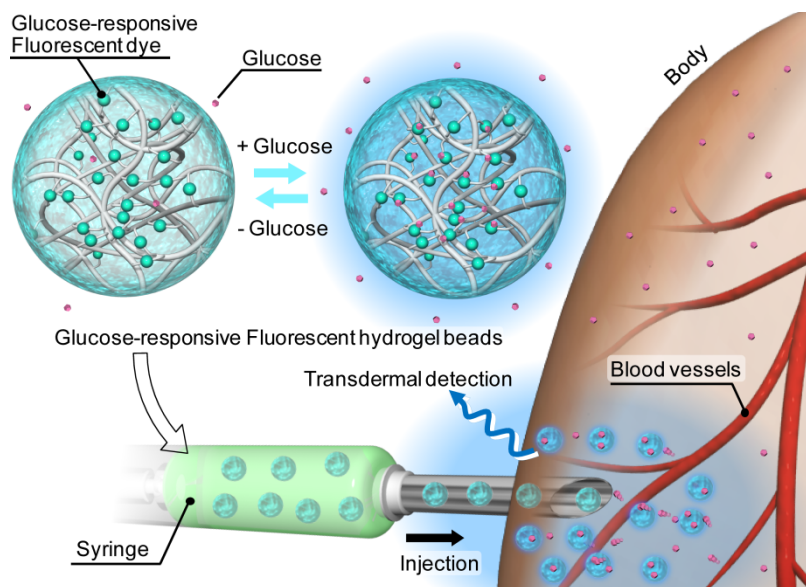 Glucose-responsive
Fluorescent dye
Glucose
Body
+ Glucose
- Glucose
Glucose-responsive Fluorescent hydrogel beads
Transdermal detection
Blood vessels
Syringe
Injection